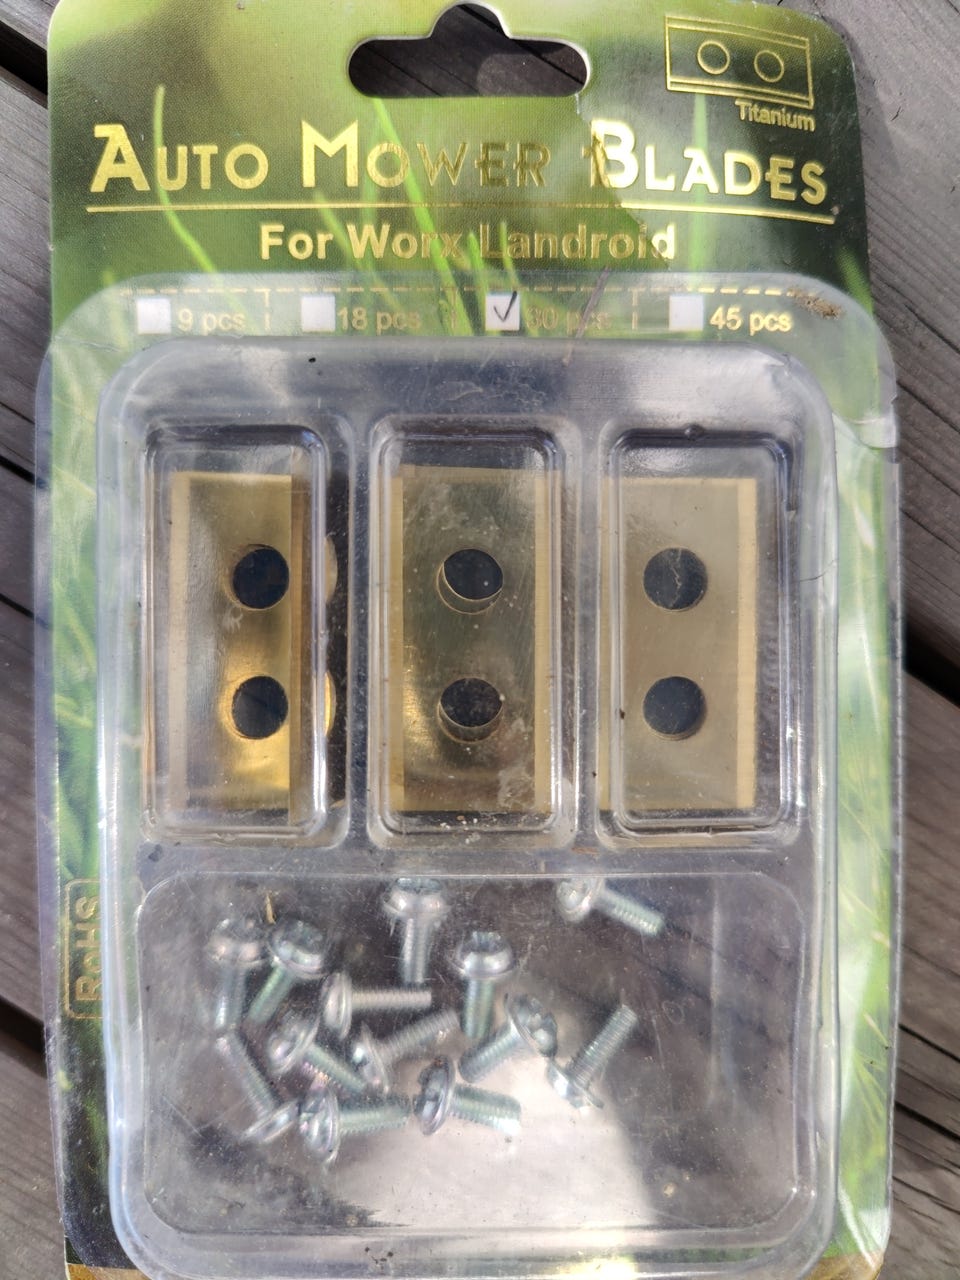 Titanium
AUTO MOWER BLADES
For Worx Landroid
9 pcs 18 pcs 30 pcs 45 pcs
RoHS